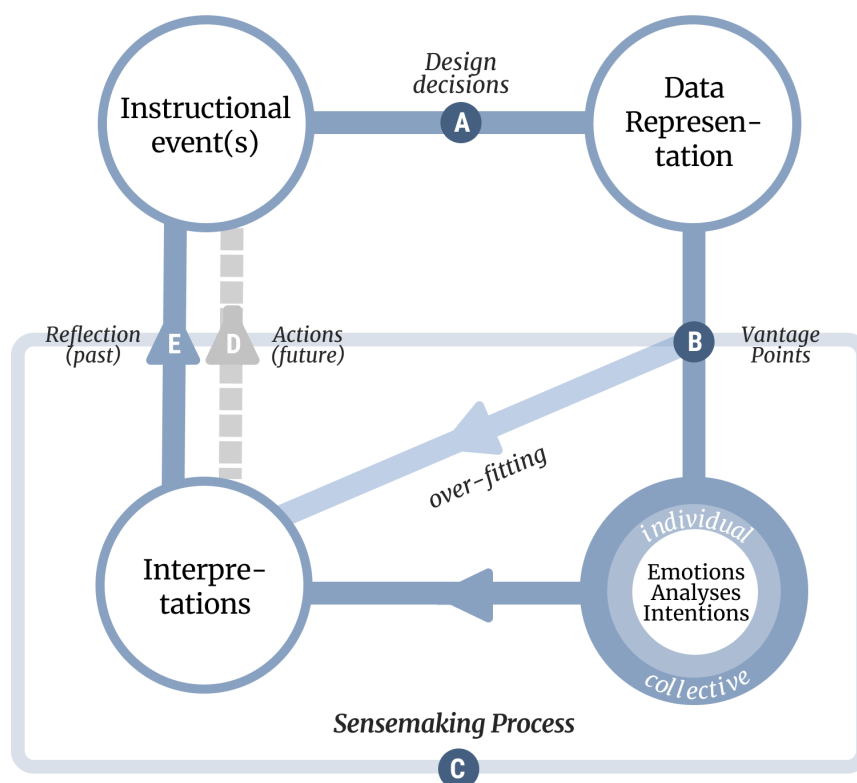 Instructional
event(s)
Design
decisions
A
Data
Represen-
tation
Reflection
(past)
E
D
Actions
(future)
B
Vantage
Points
over-fitting
Interpre-
tations
individual
Emotions
Analyses
Intentions
collective
Sensemaking Process
C